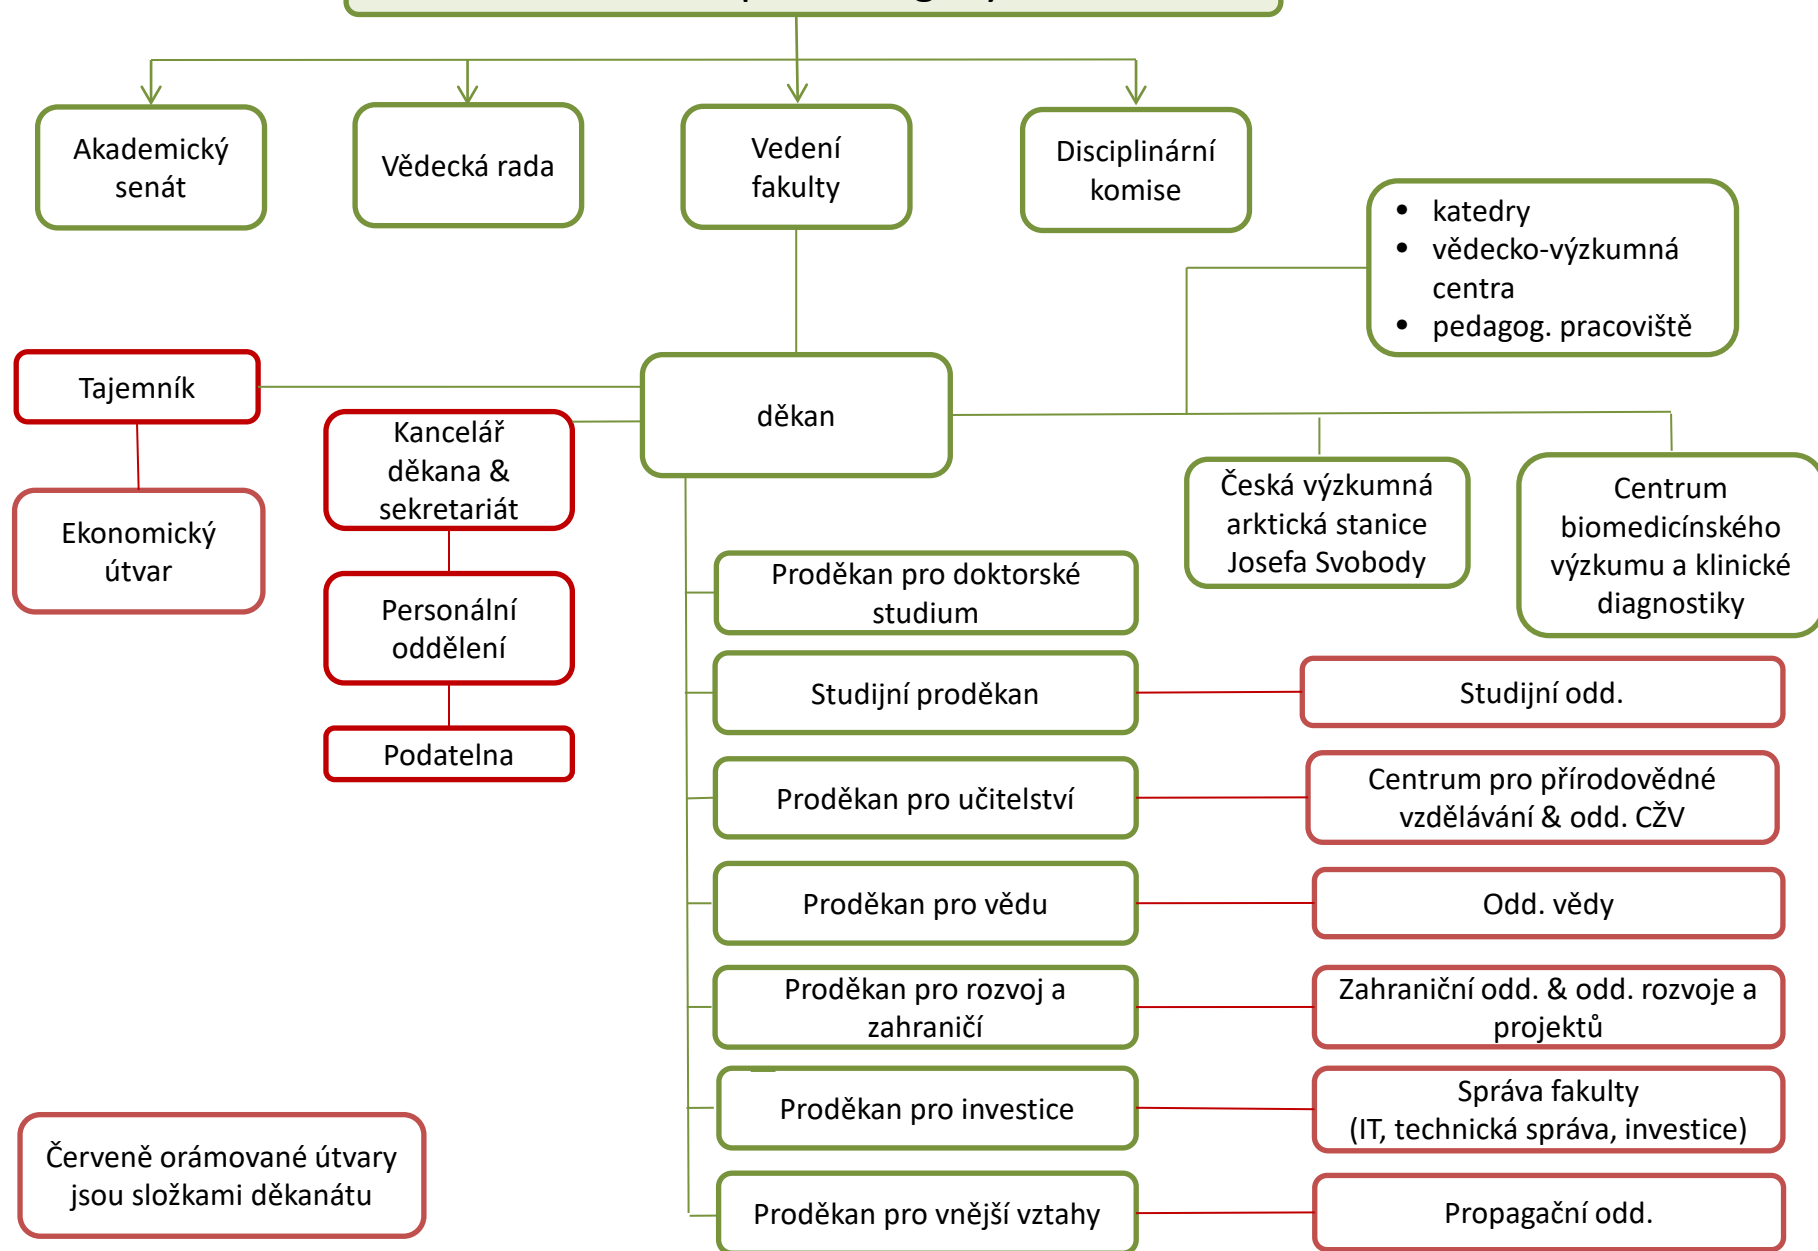 Akademický
senát
Vědecká rada
Vedení
fakulty
Disciplinární
komise
• katedry
• vědecko-výzkumná
centra
• pedagog. pracoviště
Tajemník
Kancelář
děkana &
sekretariát
děkan
Ekonomický
útvar
Česká výzkumná
arktická stanice
Josefa Svobody
Centrum
biomedicínského
výzkumu a klinické
diagnostiky
Personální
oddělení
Podatelna
Proděkan pro doktorské
studium
Studijní proděkan
Studijní odd.
Proděkan pro učitelství
Centrum pro přírodovědné
vzdělávání & odd. CŽV
Proděkan pro vědu
Odd. vědy
Proděkan pro rozvoj a
zahraničí
Zahraniční odd. & odd. rozvoje a
projektů
Proděkan pro investice
Správa fakulty
(IT, technická správa, investice)
Proděkan pro vnější vztahy
Propagační odd.
Červeně orámované útvary
jsou složkami děkanátu